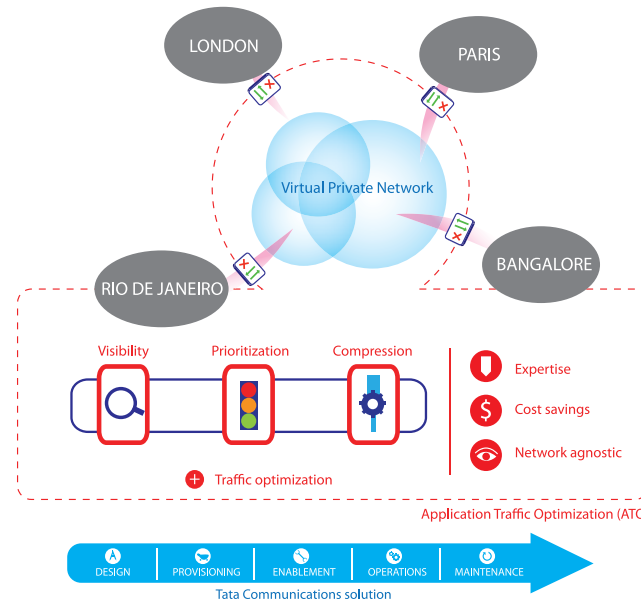 LONDON
PARIS
Virtual Private Network
BANGALORE
RIO DE JANEIRO
Visibility
Prioritization
Compression
Expertise
$
Cost savings
Network agnostic
Traffic optimization
Application Traffic Optimization (ATO
DESIGN
PROVISIONING
ENABLEMENT
OPERATIONS
MAINTENANCE
Tata Communications solution